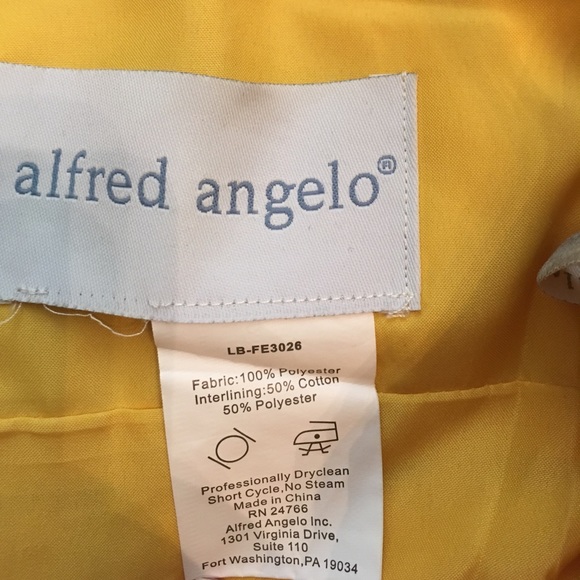 alfred angelo®
LB-FE3026
Fabric:100% Polyester
Interlining:50% Cotton
50% Polyester
Professionally Dryclean
Short Cycle,No Steam
Made in China
RN 24766
Alfred Angelo Inc.
1301 Virginia Drive,
Suite 110
Fort Washington,PA 19034